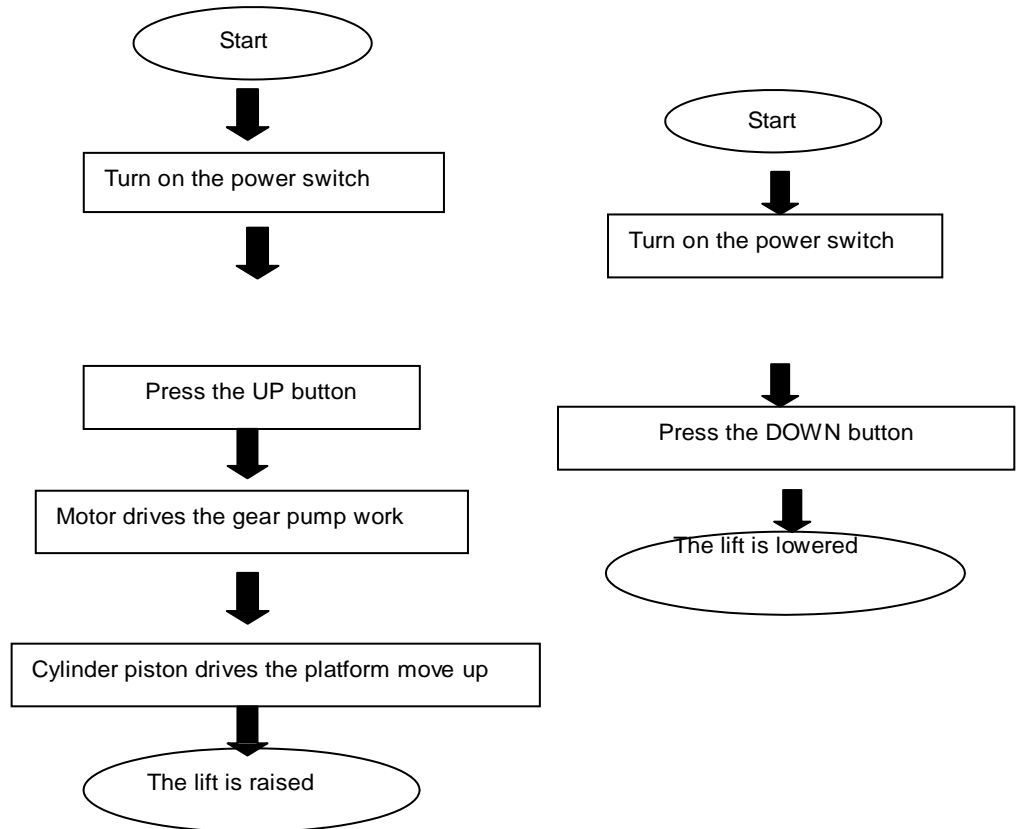 Start
Turn on the power switch
Press the UP button
Motor drives the gear pump work
Cylinder piston drives the platform move up
The lift is raised
Start
Turn on the power switch
Press the DOWN button
The lift is lowered